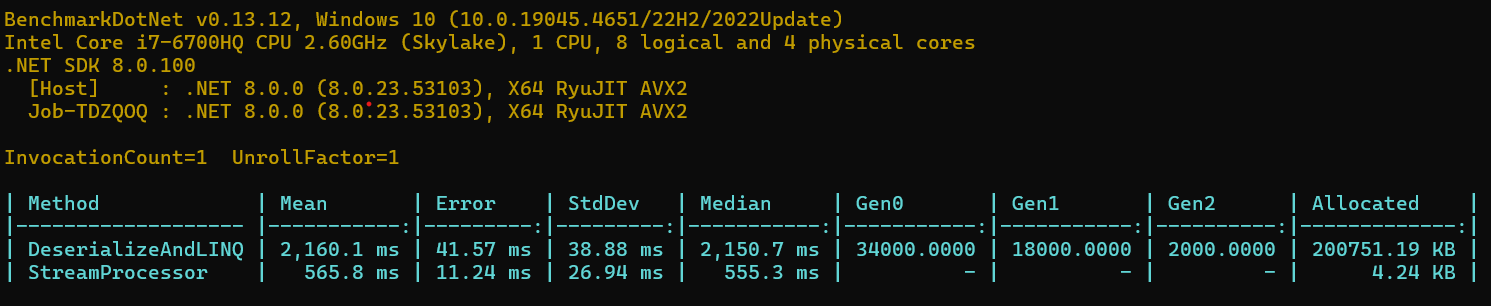 BenchmarkDotNet v0.13.12, Windows 10 (10.0.19045.4651/22H2/2022Update)
Intel Core i7-6700HQ CPU 2.60GHz (Skylake), 1 CPU, 8 logical and 4 physical cores
.NET SDK 8.0.100
  [Host]     : .NET 8.0.0 (8.0.23.53103), X64 RyuJIT AVX2
  Job-TDZQOQ : .NET 8.0.0 (8.0.23.53103), X64 RyuJIT AVX2
InvocationCount=1  UnrollFactor=1
| Method             | Mean       | Error    | StdDev   | Median     | Gen0       | Gen1       | Gen2      | Allocated    |
|------------------- |-----------:|---------:|---------:|-----------:|-----------:|-----------:|----------:|-------------:|
| DeserializeAndLINQ | 2,160.1 ms | 41.57 ms | 38.88 ms | 2,150.7 ms | 34000.0000 | 18000.0000 | 2000.0000 | 200751.19 KB |
| StreamProcessor    |   565.8 ms | 11.24 ms | 26.94 ms |   555.3 ms |          - |          - |         - |      4.24 KB |